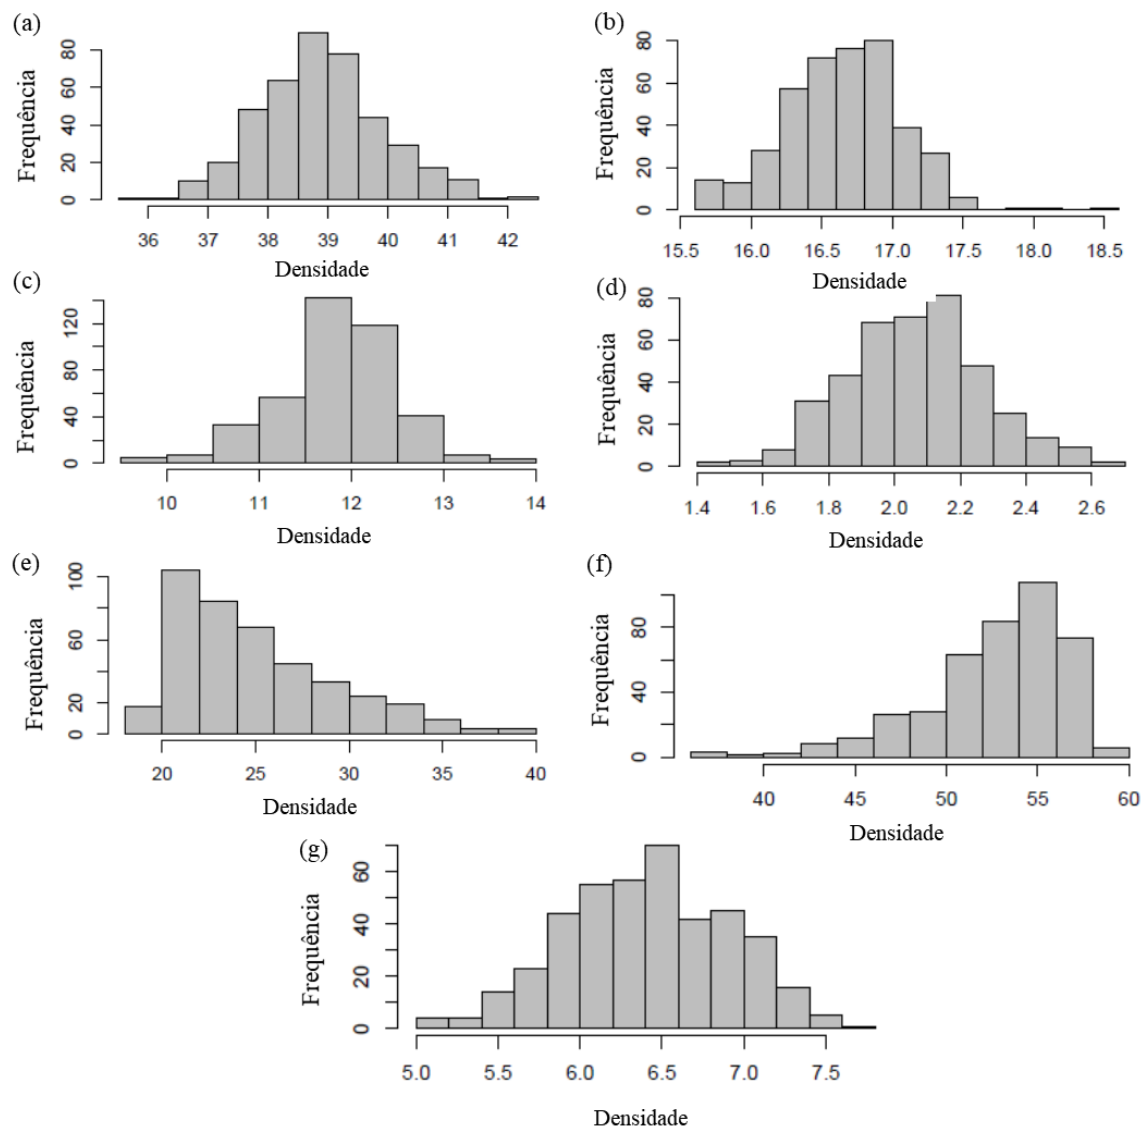 (a)
Frequência
0 20 40 60 80
36 37 38 39 40 41 42
Densidade
(b)
Frequência
0 20 40 60 80
15.5 16.0 16.5 17.0 17.5 18.0 18.5
Densidade
(c)
Frequência
0 40 80 120
10 11 12 13 14
Densidade
(d)
Frequência
0 20 40 60 80
1.4 1.6 1.8 2.0 2.2 2.4 2.6
Densidade
(e)
Frequência
0 20 60 100
20 25 30 35 40
Densidade
(f)
Frequência
0 40 80
40 45 50 55 60
Densidade
(g)
Frequência
0 20 40 60
5.0 5.5 6.0 6.5 7.0 7.5
Densidade